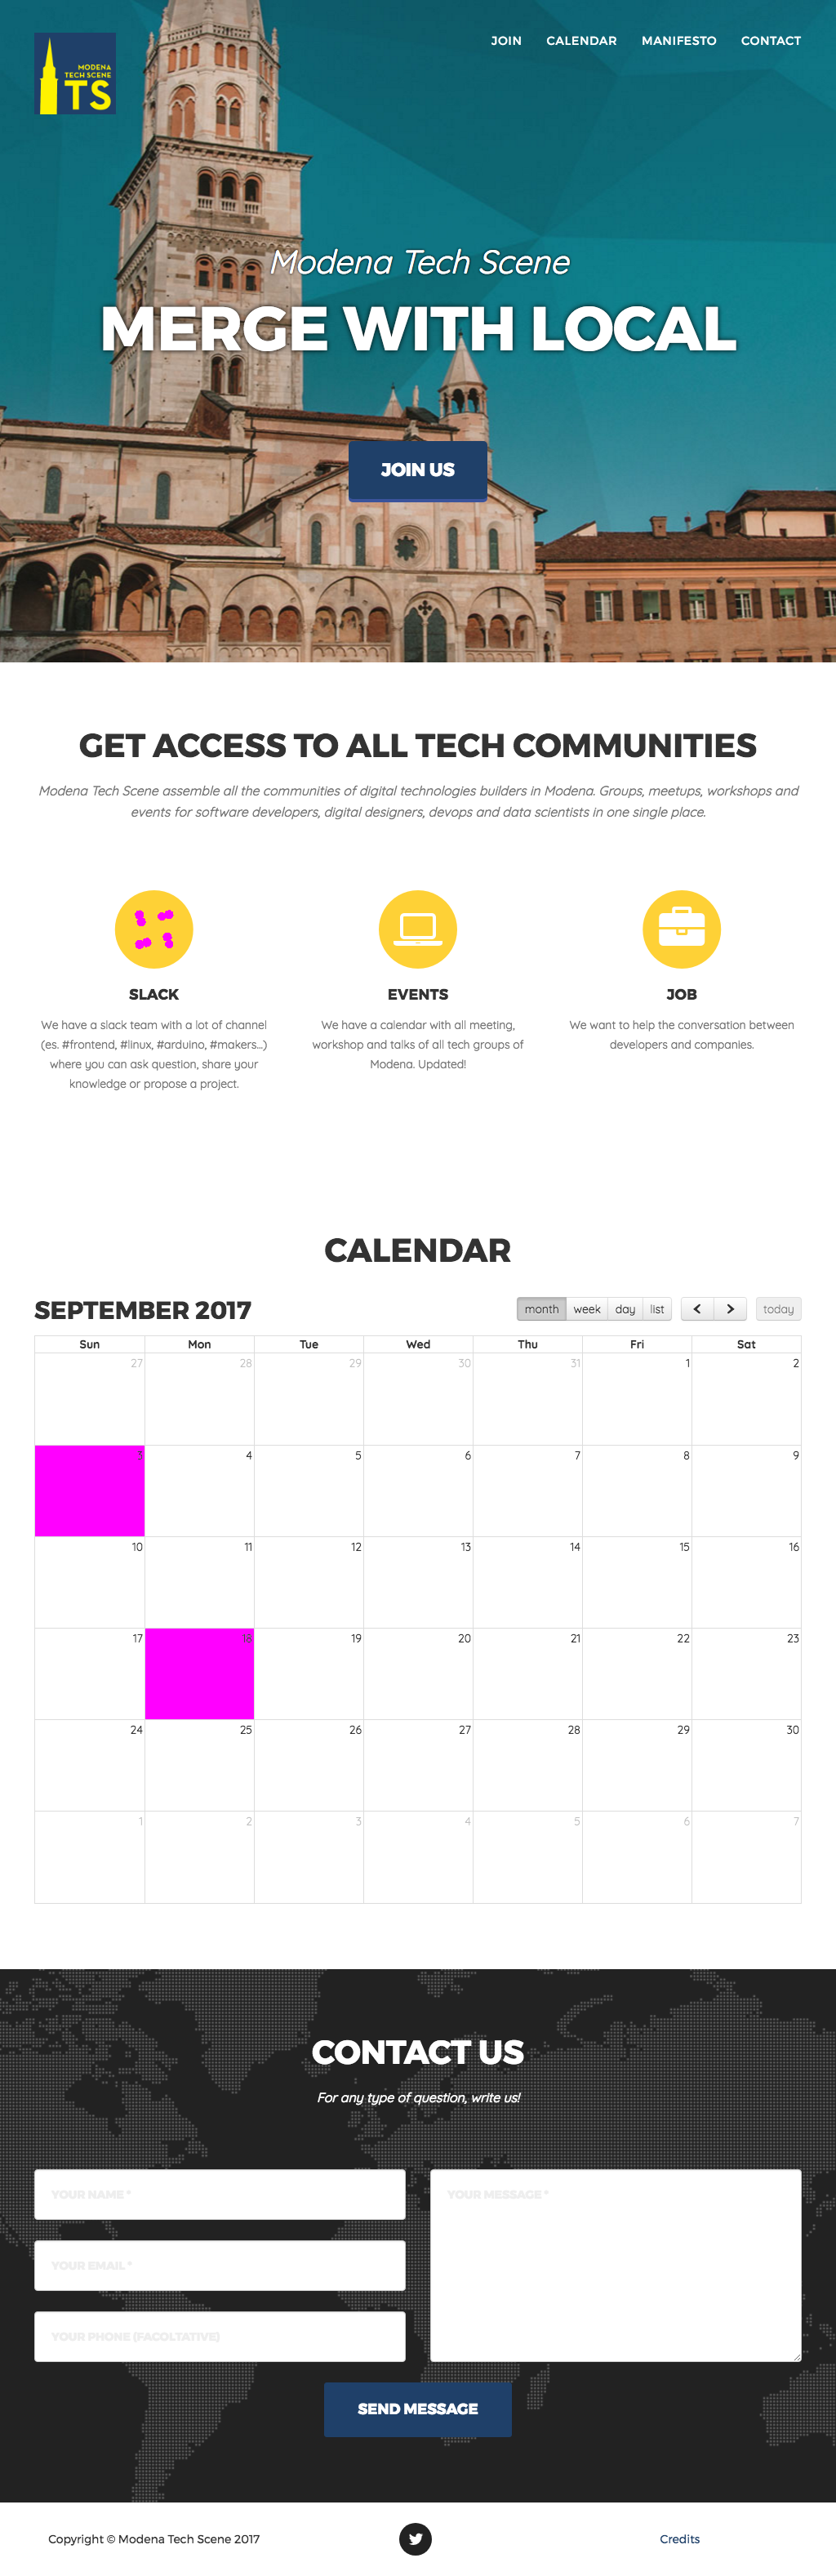 MODENA
TECH SCENE
TS
JOIN CALENDAR MANIFESTO CONTACT
Modena Tech Scene
MERGE WITH LOCAL
JOIN US
GET ACCESS TO ALL TECH COMMUNITIES
Modena Tech Scene assemble all the communities of digital technologies builders in Modena. Groups, meetups, workshops and
events for software developers, digital designers, devops and data scientists in one single place.
SLACK
We have a slack team with a lot of channel
(es. #frontend, #linux, #arduino, #makers...)
where you can ask question, share your
knowledge or propose a project.
EVENTS
We have a calendar with all meeting,
workshop and talks of all tech groups of
Modena. Updated!
JOB
We want to help the conversation between
developers and companies.
CALENDAR
SEPTEMBER 2017
month week day list today
Sun Mon Tue Wed Thu Fri Sat
27 28 29 30 31 1 2
3 4 5 6 7 8 9
10 11 12 13 14 15 16
17 18 19 20 21 22 23
24 25 26 27 28 29 30
1 2 3 4 5 6 7
CONTACT US
For any type of question, write us!
YOUR NAME *
YOUR EMAIL *
YOUR PHONE (FACOLTATIVE)
YOUR MESSAGE *
SEND MESSAGE
Copyright © Modena Tech Scene 2017
Credits